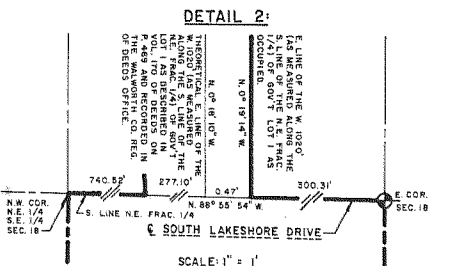 DETAIL 2:
THEORETICAL E. LINE OF THE
W. 1020' (AS MEASURED
ALONG THE S. LINE OF THE
N.E. FRAC. 1/4) OF GOV'T
LOT 1 AS DESCRIBED IN
VOL. 170 OF DEEDS ON
P. 469 AND RECORDED IN
THE WALWORTH CO. REG.
OF DEEDS OFFICE.
N. 0° 18' 10" W.
N. 0° 19' 14" W.
E. LINE OF THE W. 1020'
(AS MEASURED ALONG THE
S. LINE OF THE N.E. FRAC.
1/4) OF GOV'T LOT 1 AS
OCCUPIED.
740.52'
277.10'
0.47'
300.31'
N.W. COR.
N.E. 1/4
S.E. 1/4
SEC. 18
S. LINE N.E. FRAC. 1/4
N. 88° 55' 54" W.
E. COR.
SEC. 18
℄ SOUTH LAKESHORE DRIVE
SCALE: 1" = 1'